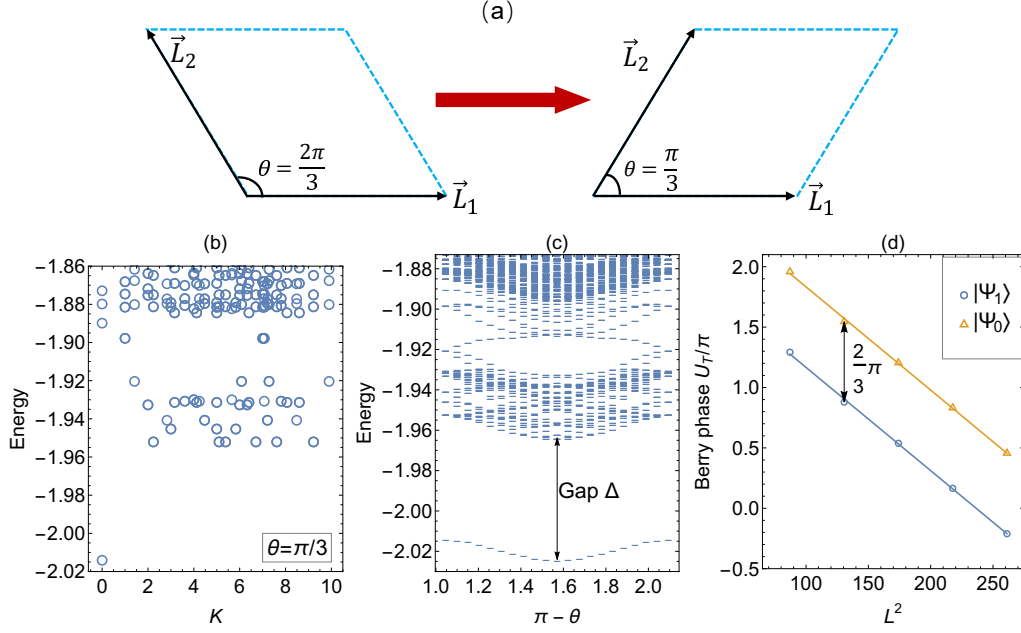 (a)
L⃗₂
θ = 2π/3
L⃗₁
L⃗₂
θ = π/3
L⃗₁
(b)
−1.86
−1.88
−1.90
−1.92
−1.94
−1.96
−1.98
−2.00
−2.02
Energy
θ=π/3
0 2 4 6 8 10
K
(c)
−1.88
−1.90
−1.92
−1.94
−1.96
−1.98
−2.00
−2.02
Energy
Gap Δ
1.0 1.2 1.4 1.6 1.8 2.0
π − θ
(d)
2.0
1.5
1.0
0.5
0.0
−0.5
Berry phase U_T/π
|Ψ₁⟩
|Ψ₀⟩
2/3 π
100 150 200 250
L²